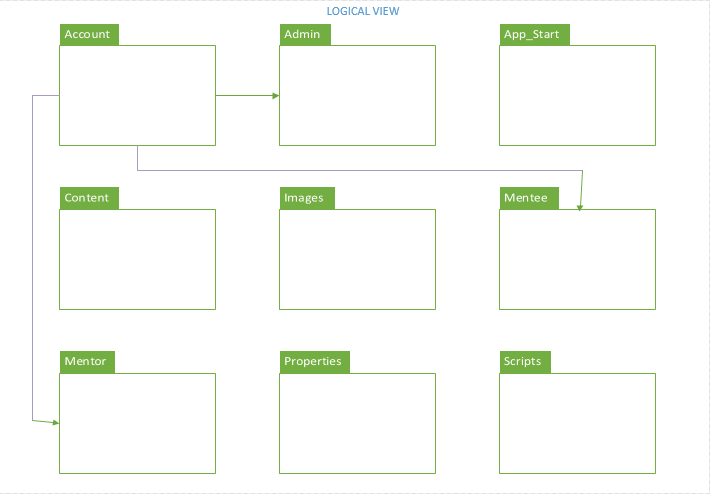 LOGICAL VIEW
Account
Admin
App_Start
Content
Images
Mentee
Mentor
Properties
Scripts